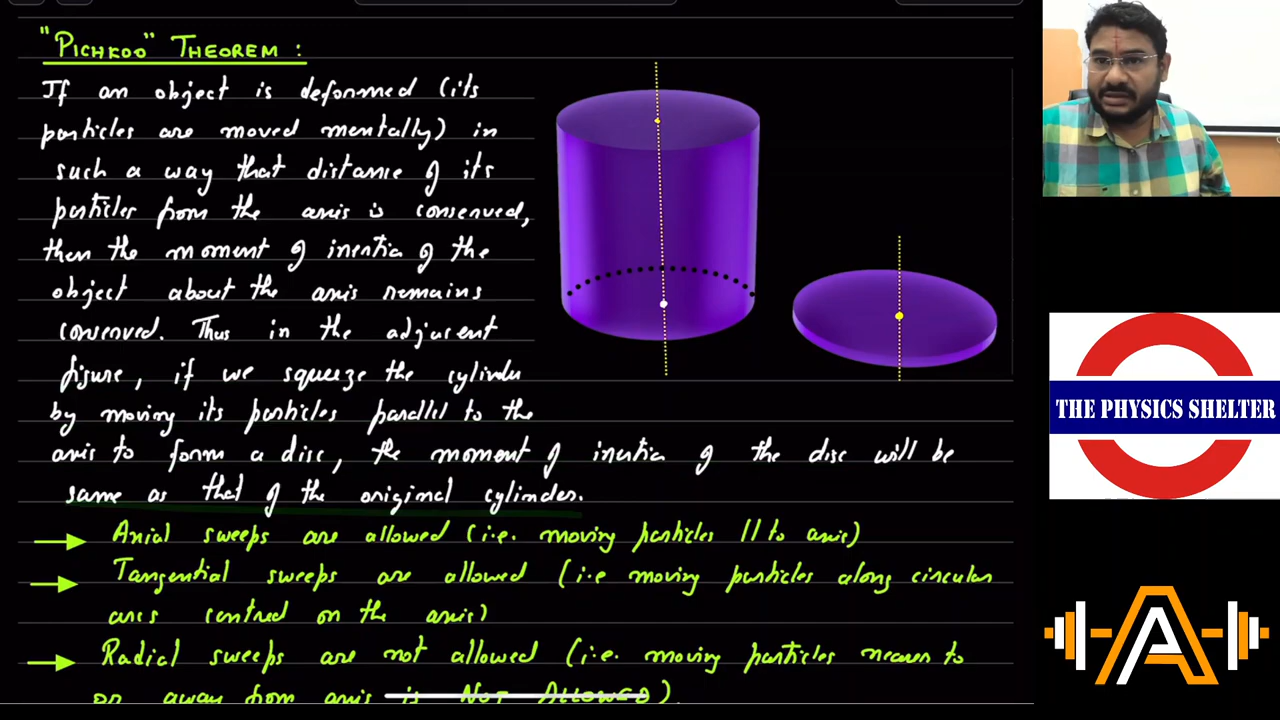 "PICHKOO" THEOREM :
If an object is deformed (its
particles are moved mentally) in
such a way that distance of its
particles from the axis is conserved,
then the moment of inertia of the
object about the axis remains
conserved. Thus in the adjacent
figure, if we squeeze the cylinder
by moving its particles parallel to the
axis to form a disc, the moment of inertia of the disc will be
same as that of the original cylinder.
→ Axial sweeps are allowed (i.e. moving particles || to axis)
→ Tangential sweeps are allowed (i.e moving particles along circular
arcs centred on the axis)
→ Radial sweeps are not allowed (i.e. moving particles nearer to
or away from axis is NOT ALLOWED)
THE PHYSICS SHELTER